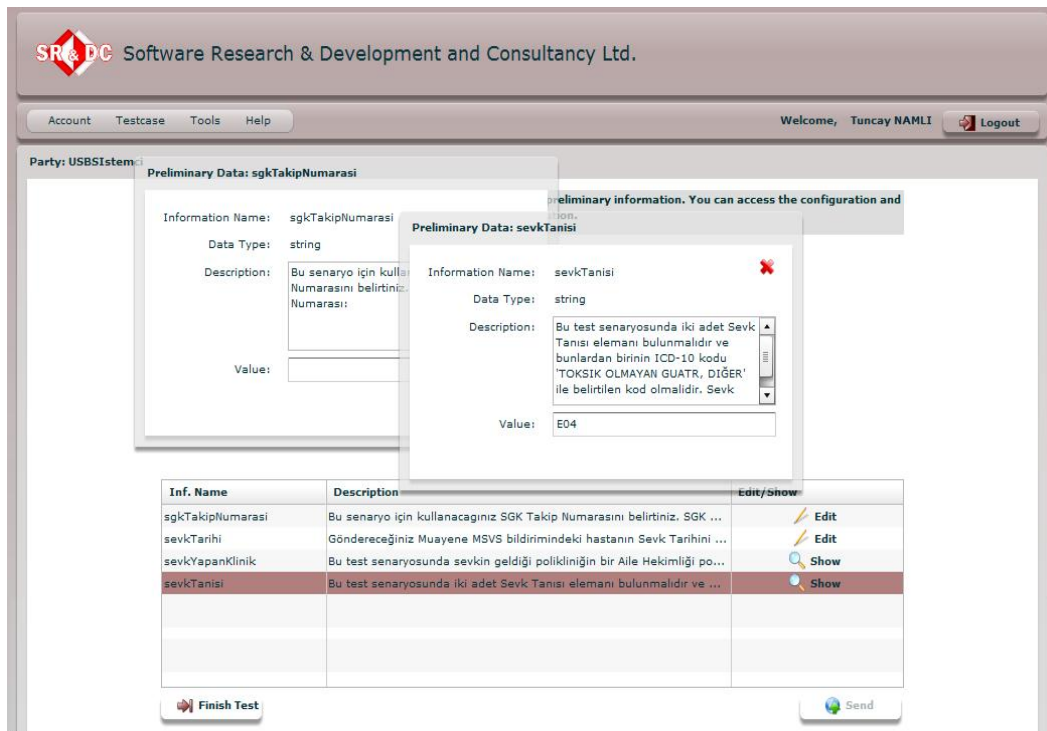 SR&DC Software Research & Development and Consultancy Ltd.
Account Testcase Tools Help Welcome, Tuncay NAMLI Logout
Party: USBSIstemci
Preliminary Data: sgkTakipNumarasi
preliminary information. You can access the configuration and
Information Name: sgkTakipNumarasi
Data Type: string
Description: Bu senaryo için kulla
Numarasını belirtiniz.
Numarası:
Value:
Preliminary Data: sevkTanisi
Information Name: sevkTanisi
Data Type: string
Description: Bu test senaryosunda iki adet Sevk
Tanısı elemanı bulunmalıdır ve
bunlardan birinin ICD-10 kodu
'TOKSIK OLMAYAN GUATR, DIĞER'
ile belirtilen kod olmalidir. Sevk
Value: E04
Inf. Name Description Edit/Show
sgkTakipNumarasi Bu senaryo için kullanacagınız SGK Takip Numarasını belirtiniz. SGK ... Edit
sevkTarihi Göndereceğiniz Muayene MSVS bildirimindeki hastanın Sevk Tarihini ... Edit
sevkYapanKlinik Bu test senaryosunda sevkin geldiği polikliniğin bir Aile Hekimliği po... Show
sevkTanisi Bu test senaryosunda iki adet Sevk Tanısı elemanı bulunmalıdır ve ... Show
Finish Test Send